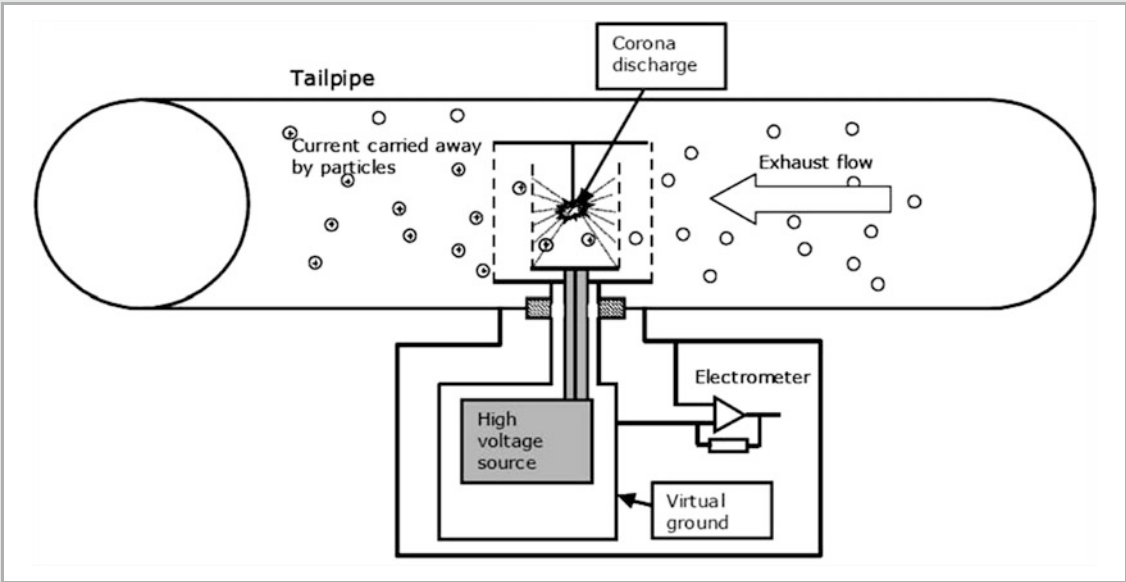 Corona
discharge
Tailpipe
Current carried away
by particles
Exhaust flow
Electrometer
High
voltage
source
Virtual
ground